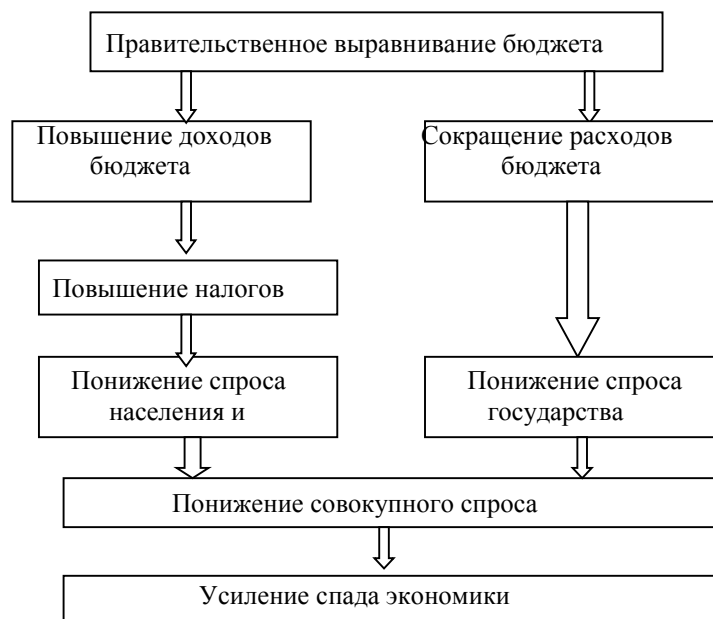 Правительственное выравнивание бюджета
Повышение доходов
бюджета
Сокращение расходов
бюджета
Повышение налогов
Понижение спроса
населения и
Понижение спроса
государства
Понижение совокупного спроса
Усиление спада экономики